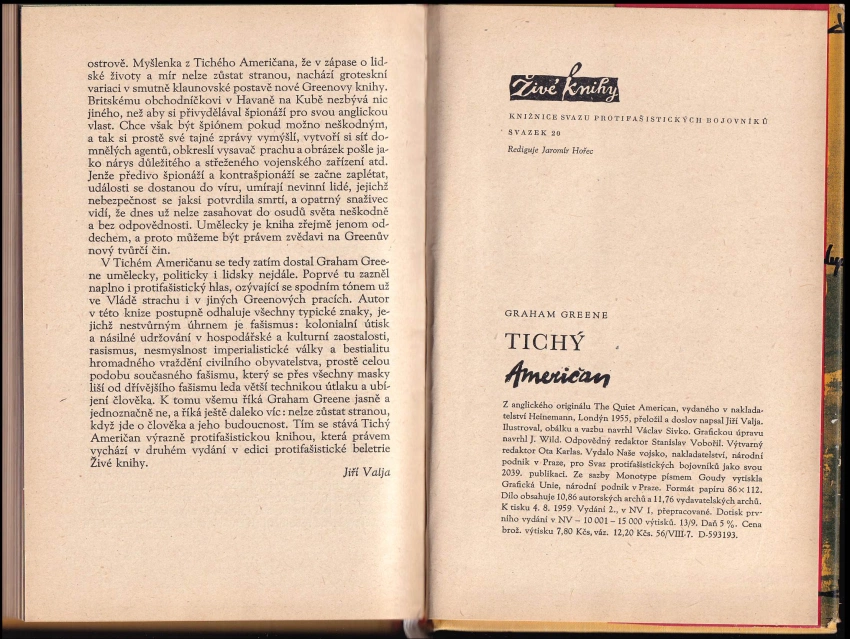 ostrově. Myšlenka z Tichého Američana, že v zápase o lid-
ské životy a mír nelze zůstat stranou, nachází groteskní
variaci v smutně klaunovské postavě nové Greenovy knihy.
Britskému obchodníčkovi v Havaně na Kubě nezbývá nic
jiného, než aby si přivydělával špionáží pro svou anglickou
vlast. Chce však být špiónem pokud možno neškodným,
a tak si prostě své tajné zprávy vymýšlí, vytvoří si síť do-
mnělých agentů, obkreslí vysavač prachu a obrázek pošle ja-
ko nárys důležitého a střeženého vojenského zařízení atd.
Jenže předivo špionáží a kontrašpionáží se začne zaplétat,
události se dostanou do víru, umírají nevinní lidé, jejichž
nebezpečnost se jaksi potvrdila smrtí, a opatrný snaživec
vidí, že dnes už nelze zasahovat do osudů světa neškodně
a bez odpovědnosti. Umělecky je kniha zřejmě jenom od-
dechem, a proto můžeme být právem zvědavi na Greenův
nový tvůrčí čin.
V Tichém Američanu se tedy zatím dostal Graham Gree-
ne umělecky, politicky i lidsky nejdále. Poprvé tu zazněl
naplno i protifašistický hlas, ozývající se spodním tónem už
ve Vládě strachu i v jiných Greenových pracích. Autor
v této knize postupně odhaluje všechny typické znaky, je-
jichž nestvůrným úhrnem je fašismus: kolonialní útisk
a násilné udržování v hospodářské a kulturní zaostalosti,
rasismus, nesmyslnost imperialistické války a bestialitu
hromadného vraždění civilního obyvatelstva, prostě celou
podobu současného fašismu, který se přes všechny masky
liší od dřívějšího fašismu leda větší technikou útlaku a ubí-
jení člověka. K tomu všemu říká Graham Greene jasně a
jednoznačně ne, a říká ještě daleko víc: nelze zůstat stranou,
když jde o člověka a jeho budoucnost. Tím se stává Tichý
Američan výrazně protifašistickou knihou, která právem
vychází v druhém vydání v edici protifašistické beletrie
Živé knihy.
Jiří Valja
Živé knihy
KNIŽNICE SVAZU PROTIFAŠISTICKÝCH BOJOVNÍKŮ
SVAZEK 20
Rediguje Jaromír Hořec
GRAHAM GREENE
TICHÝ
Američan
Z anglického originálu The Quiet American, vydaného v naklada-
telství Heinemann, Londýn 1955, přeložil a doslov napsal Jiří Valja.
Ilustroval, obálku a vazbu navrhl Václav Sivko. Grafickou úpravu
navrhl J. Wild. Odpovědný redaktor Stanislav Vobořil. Výtvarný
redaktor Ota Karlas. Vydalo Naše vojsko, nakladatelství, národní
podnik v Praze, pro Svaz protifašistických bojovníků jako svou
2039. publikaci. Ze sazby Monotype písmem Goudy vytiskla
Grafická Unie, národní podnik v Praze. Formát papíru 86 × 112.
Dílo obsahuje 10,86 autorských archů a 11,76 vydavatelských archů.
K tisku 4. 8. 1959 Vydání 2., v NV 1, přepracované. Dotisk prv-
ního vydání v NV – 10 001 – 15 000 výtisků. 13/9. Daň 5 %. Cena
brož. výtisku 7,80 Kčs, váz. 12,20 Kčs. 56/VIII-7. D-593193.